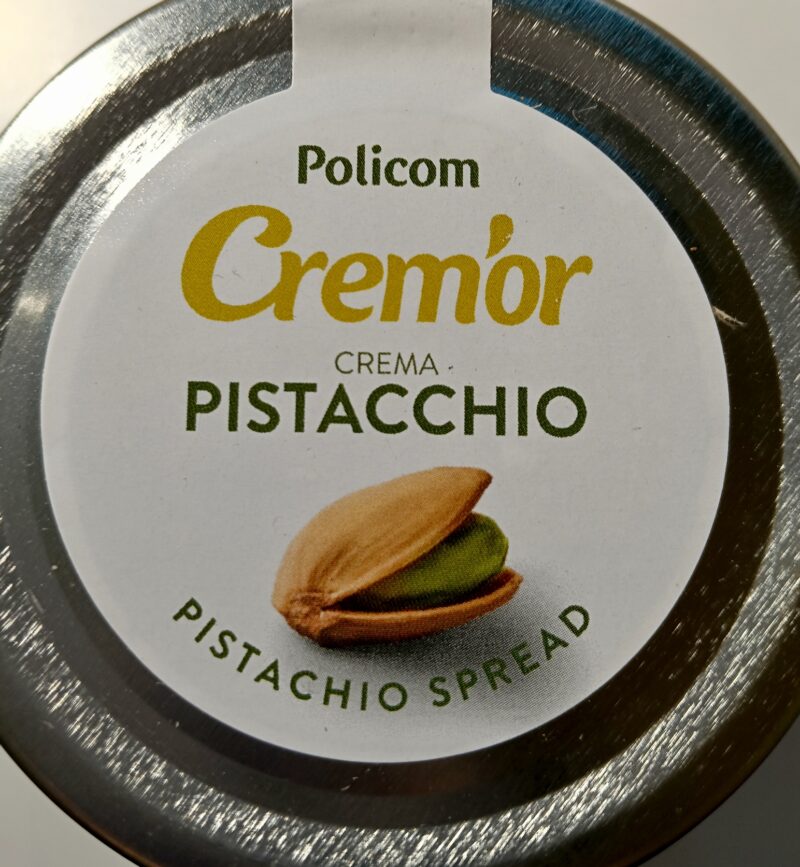 Policom
Crem'or
CREMA
PISTACCHIO
PISTACHIO SPREAD